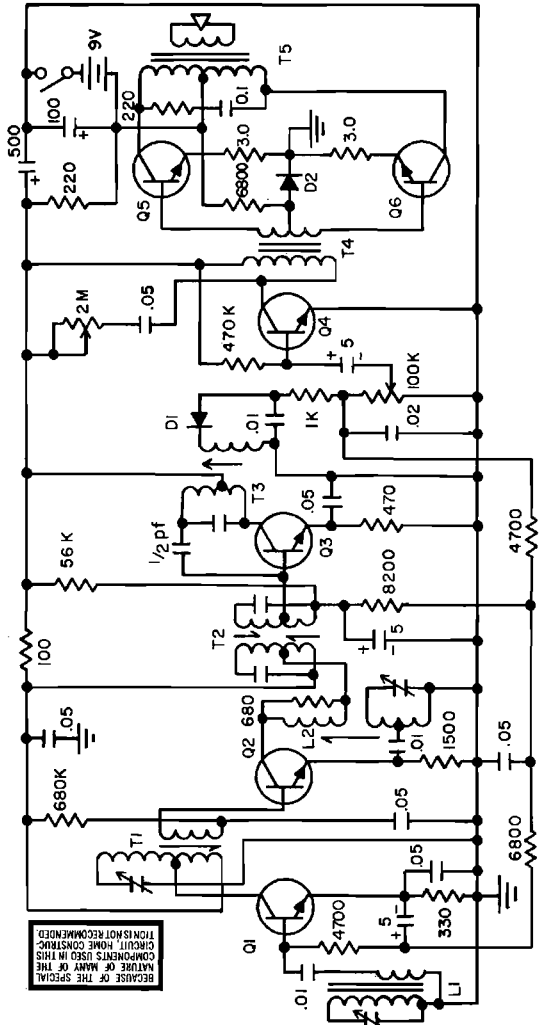 BECAUSE OF THE SPECIAL
NATURE OF MANY OF THE
COMPONENTS USED IN THIS
CIRCUIT, HOME CONSTRUC-
TION IS NOT RECOMMENDED.
L1
.01
Q1
4700
5
+
-
330
.05
6800
T1
680K
.05
.05
Q2
680
L2
.01
1500
.05
100
T2
56K
1/2 pf
Q3
T3
5
+
-
8200
.05
470
4700
D1
.01
1K
100K
.02
2M
.05
470K
+
5
-
Q4
T4
500
+
220
100
+
9V
Q5
220
0.1
3.0
6800
D2
3.0
Q6
T5